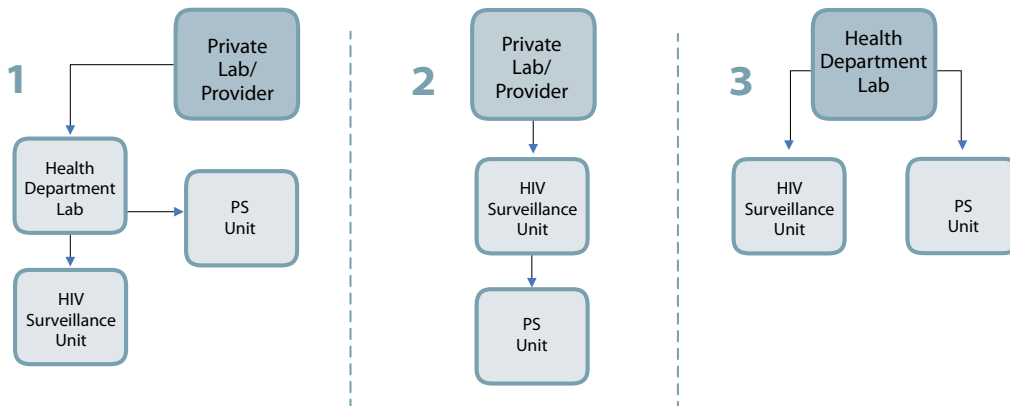 1
Private
Lab/
Provider
Health
Department
Lab
PS
Unit
HIV
Surveillance
Unit
2
Private
Lab/
Provider
HIV
Surveillance
Unit
PS
Unit
3
Health
Department
Lab
HIV
Surveillance
Unit
PS
Unit